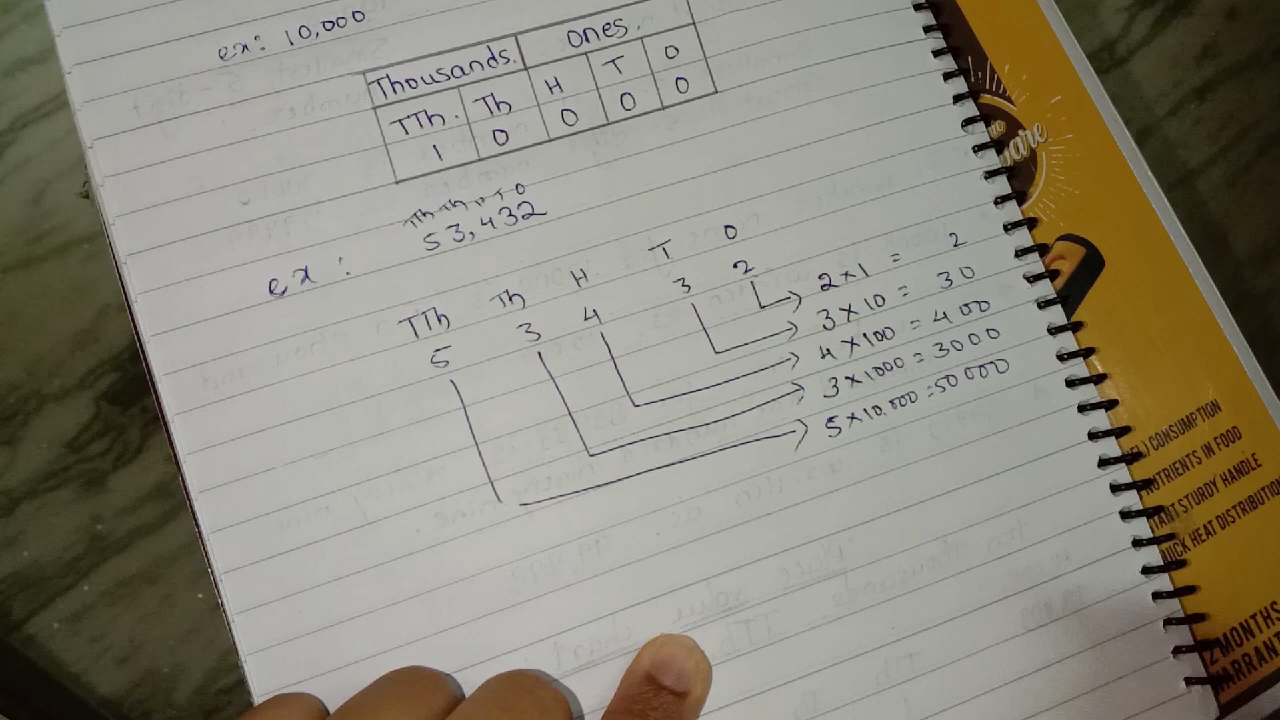 ex: 10,000
Thousands. ones.
TTh. Th H T O
1 0 0 0 0
TTh Th H T O
ex: 53,432
TTh Th H T O
5 3 4 3 2
2 × 1 = 2
3 × 10 = 30
4 × 100 = 400
3 × 1000 = 3000
5 × 10,000 = 50000
CONSUMPTION
NUTRIENTS IN FOOD
STURDY HANDLE
HEAT DISTRIBUTION
2 MONTHS